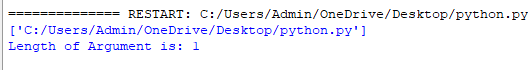 ============== RESTART: C:/Users/Admin/OneDrive/Desktop/python.py
['C:/Users/Admin/OneDrive/Desktop/python.py']
Length of Argument is: 1